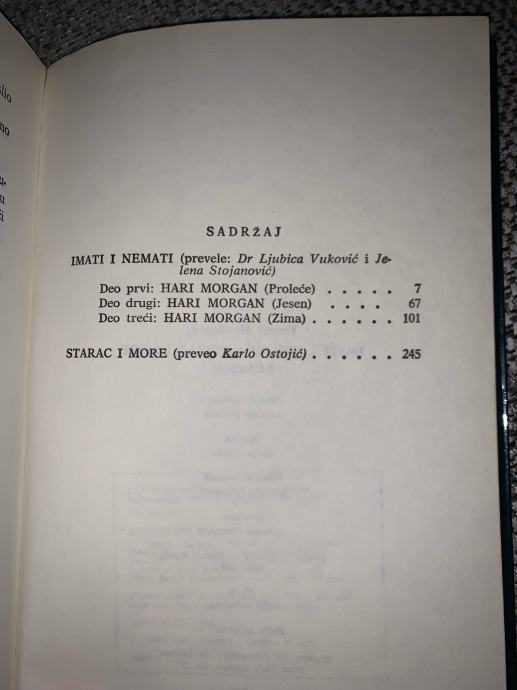 SADRŽAJ
IMATI I NEMATI (prevele: Dr Ljubica Vuković i Je-
lena Stojanović)
Deo prvi: HARI MORGAN (Proleće) . . . . . 7
Deo drugi: HARI MORGAN (Jesen) . . . . 67
Deo treći: HARI MORGAN (Zima) . . . . . . 101
STARAC I MORE (preveo Karlo Ostojić) . . . . . . 245